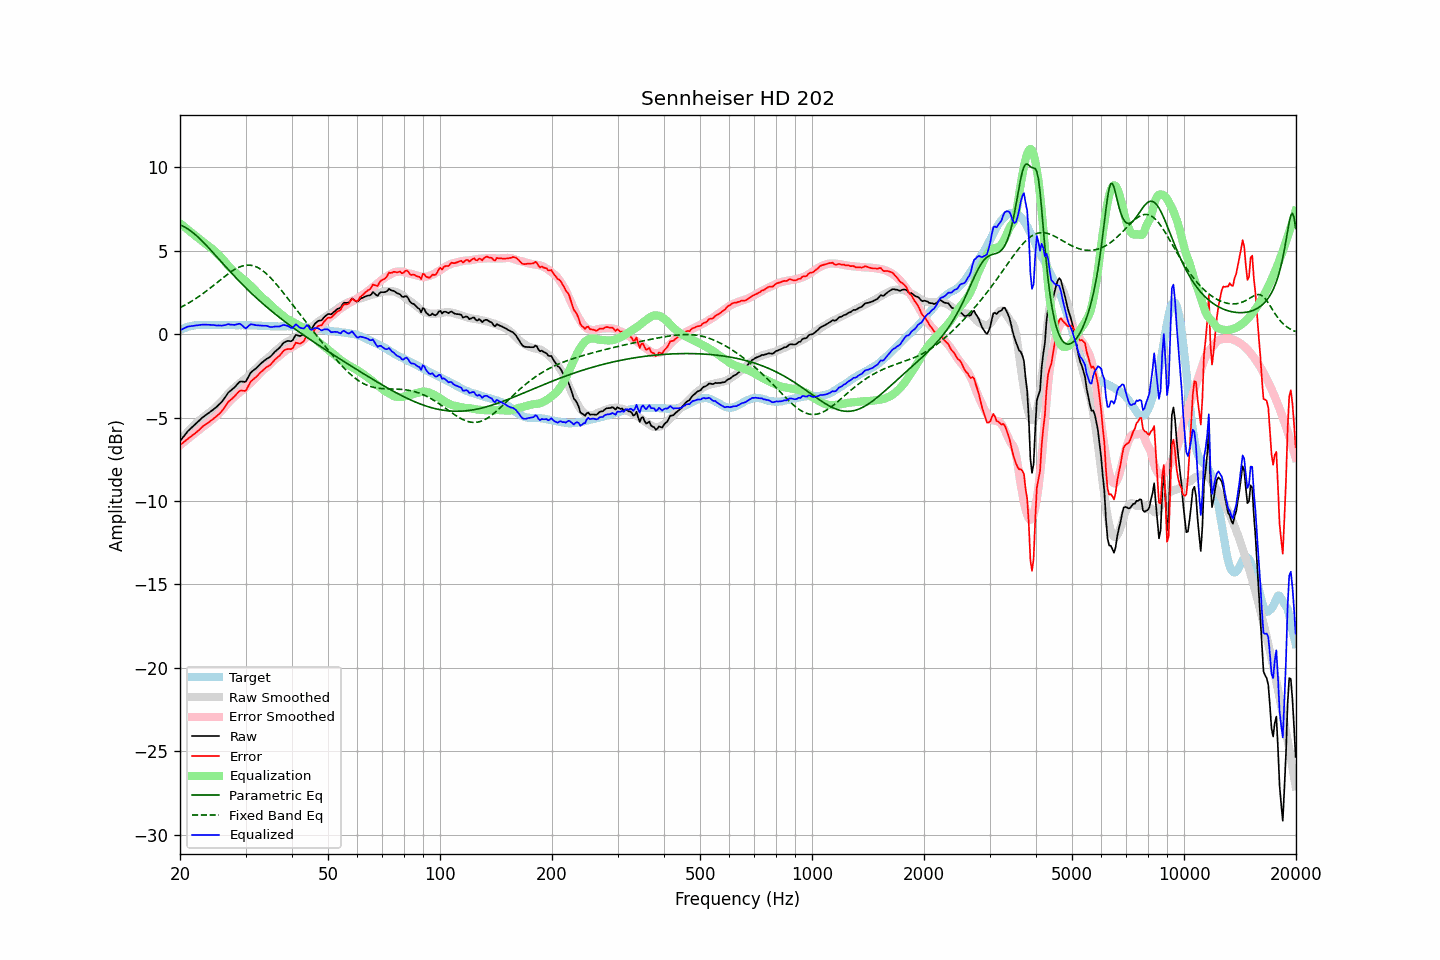 Sennheiser HD 202
Amplitude (dBr)
10
5
0
−5
−10
−15
−20
−25
−30
Target
Raw Smoothed
Error Smoothed
Raw
Error
Equalization
Parametric Eq
Fixed Band Eq
Equalized
20 50 100 200 500 1000 2000 5000 10000 20000
Frequency (Hz)